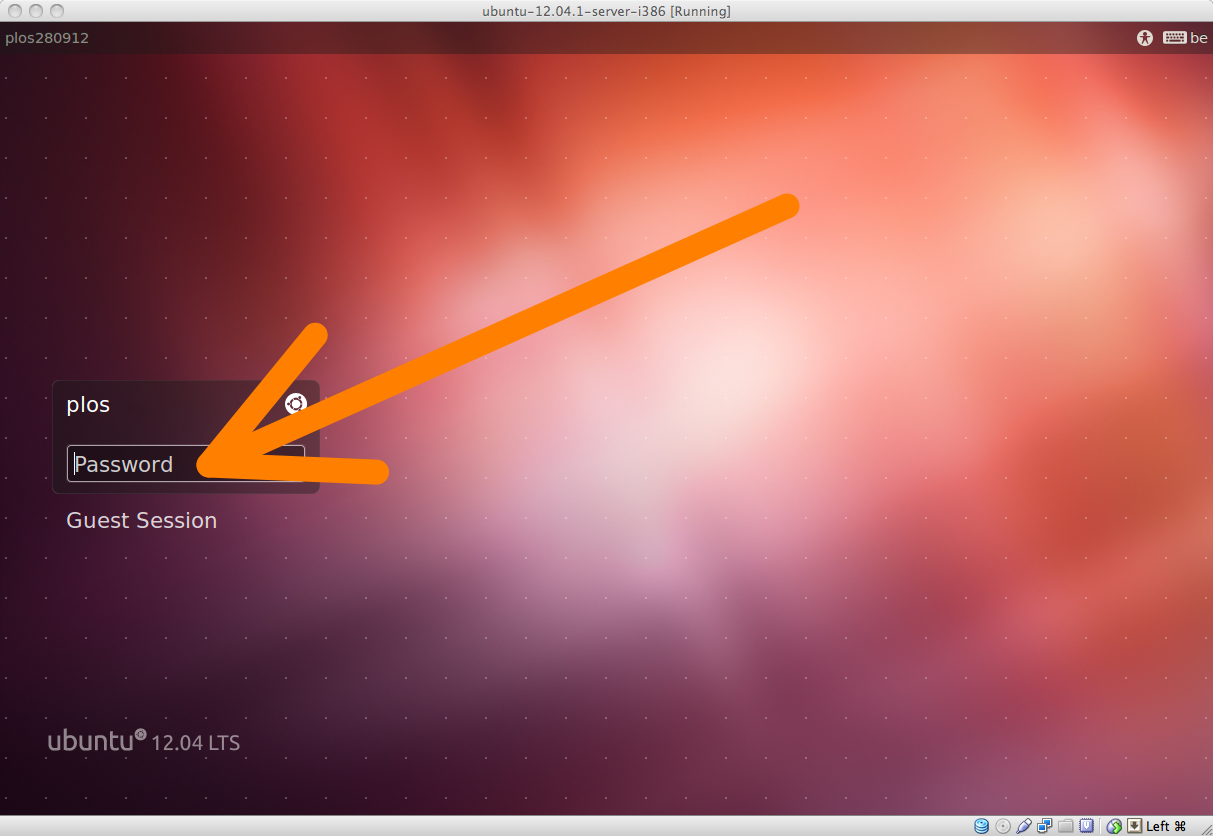 ubuntu-12.04.1-server-i386 [Running]
plos280912 be
plos
Password
Guest Session
ubuntu 12.04 LTS
Left ⌘